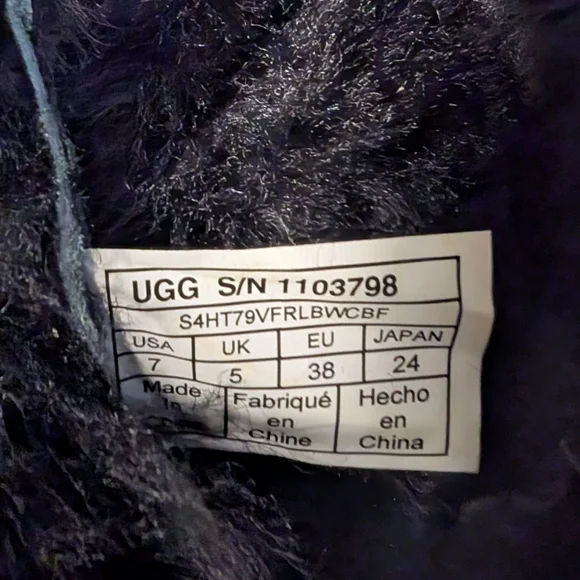 UGG S/N 1103798
S4HT79VFRLBWCBF
USA UK EU JAPAN
7 5 38 24
Made Fabriqué Hecho
in en en
Chine China